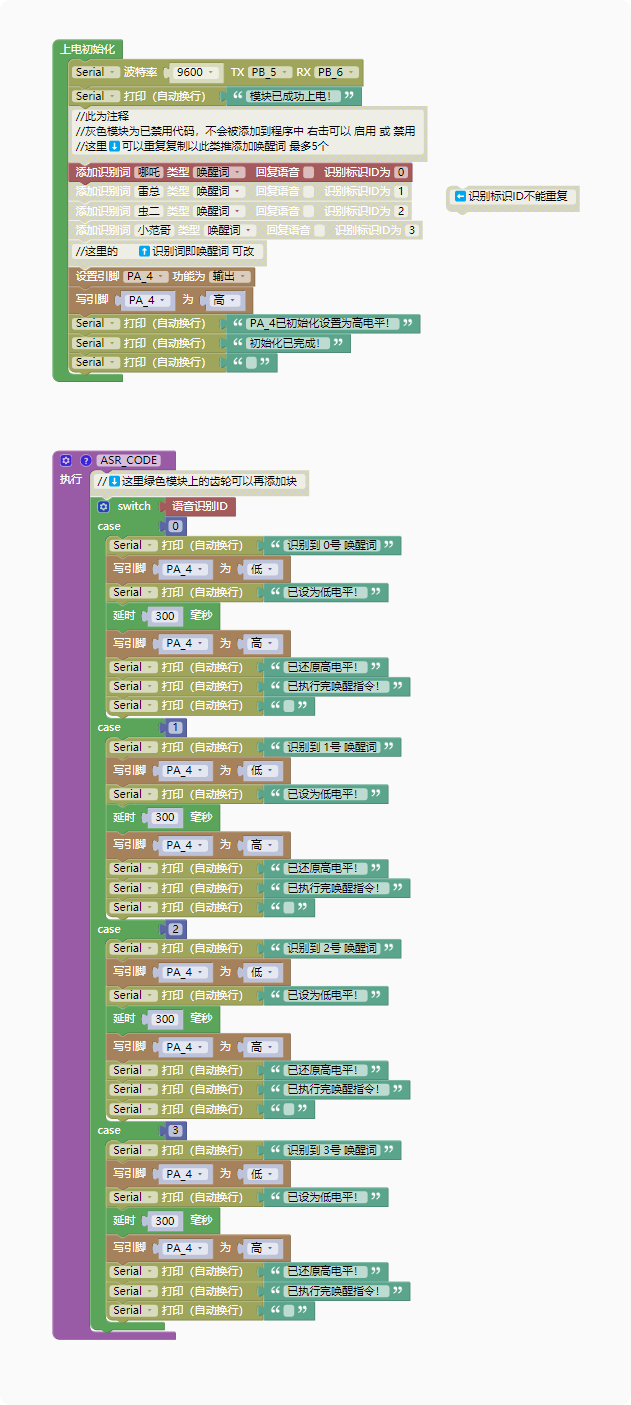 上电初始化
Serial 波特率 9600 TX PB_5 RX PB_6
Serial 打印（自动换行） “ 模块已成功上电！ ”
//此为注释
//灰色模块为已禁用代码，不会被添加到程序中 右击可以 启用 或 禁用
//这里⬇可以重复复制以此类推添加唤醒词 最多5个
添加识别词 哪吒 类型 唤醒词 回复语音 识别标识ID为 0
添加识别词 雷总 类型 唤醒词 回复语音 识别标识ID为 1
⬅识别标识ID不能重复
添加识别词 虫二 类型 唤醒词 回复语音 识别标识ID为 2
添加识别词 小范哥 类型 唤醒词 回复语音 识别标识ID为 3
//这里的 ⬆识别词即唤醒词 可改
设置引脚 PA_4 功能为 输出
写引脚 PA_4 为 高
Serial 打印（自动换行） “ PA_4已初始化设置为高电平！ ”
Serial 打印（自动换行） “ 初始化已完成！ ”
Serial 打印（自动换行） “ ”
? ASR_CODE
执行 //⬇这里绿色模块上的齿轮可以再添加块
switch 语音识别ID
case 0
Serial 打印（自动换行） “ 识别到 0号 唤醒词 ”
写引脚 PA_4 为 低
Serial 打印（自动换行） “ 已设为低电平！ ”
延时 300 毫秒
写引脚 PA_4 为 高
Serial 打印（自动换行） “ 已还原高电平！ ”
Serial 打印（自动换行） “ 已执行完唤醒指令！ ”
Serial 打印（自动换行） “ ”
case 1
Serial 打印（自动换行） “ 识别到 1号 唤醒词 ”
写引脚 PA_4 为 低
Serial 打印（自动换行） “ 已设为低电平！ ”
延时 300 毫秒
写引脚 PA_4 为 高
Serial 打印（自动换行） “ 已还原高电平！ ”
Serial 打印（自动换行） “ 已执行完唤醒指令！ ”
Serial 打印（自动换行） “ ”
case 2
Serial 打印（自动换行） “ 识别到 2号 唤醒词 ”
写引脚 PA_4 为 低
Serial 打印（自动换行） “ 已设为低电平！ ”
延时 300 毫秒
写引脚 PA_4 为 高
Serial 打印（自动换行） “ 已还原高电平！ ”
Serial 打印（自动换行） “ 已执行完唤醒指令！ ”
Serial 打印（自动换行） “ ”
case 3
Serial 打印（自动换行） “ 识别到 3号 唤醒词 ”
写引脚 PA_4 为 低
Serial 打印（自动换行） “ 已设为低电平！ ”
延时 300 毫秒
写引脚 PA_4 为 高
Serial 打印（自动换行） “ 已还原高电平！ ”
Serial 打印（自动换行） “ 已执行完唤醒指令！ ”
Serial 打印（自动换行） “ ”